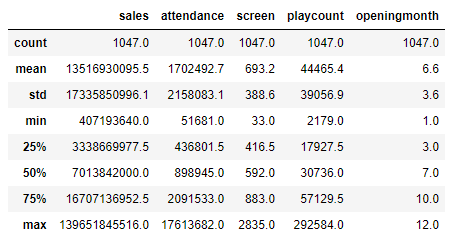 sales attendance screen playcount openingmonth
count 1047.0 1047.0 1047.0 1047.0 1047.0
mean 13516930095.5 1702492.7 693.2 44465.4 6.6
std 17335850996.1 2158083.1 388.6 39056.9 3.6
min 407193640.0 51681.0 33.0 2179.0 1.0
25% 3338669977.5 436801.5 416.5 17927.5 3.0
50% 7013842000.0 898945.0 592.0 30736.0 7.0
75% 16707136952.5 2091533.0 883.0 57129.5 10.0
max 139651845516.0 17613682.0 2835.0 292584.0 12.0